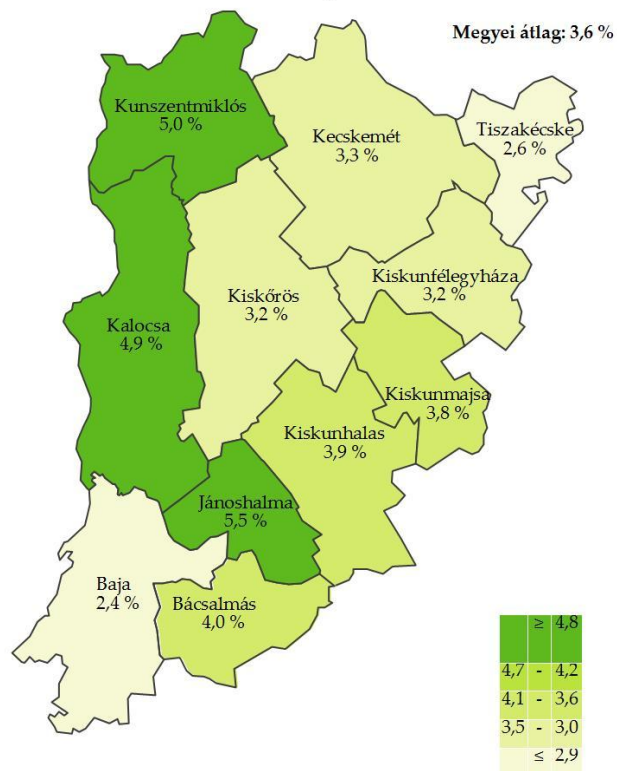 Megyei átlag: 3,6 %
Kunszentmiklós
5,0 %
Kecskemét
3,3 %
Tiszakécske
2,6 %
Kiskunfélegyháza
3,2 %
Kiskőrös
3,2 %
Kalocsa
4,9 %
Kiskunmajsa
3,8 %
Kiskunhalas
3,9 %
Jánoshalma
5,5 %
Baja
2,4 %
Bácsalmás
4,0 %
≥ 4,8
4,7 - 4,2
4,1 - 3,6
3,5 - 3,0
≤ 2,9